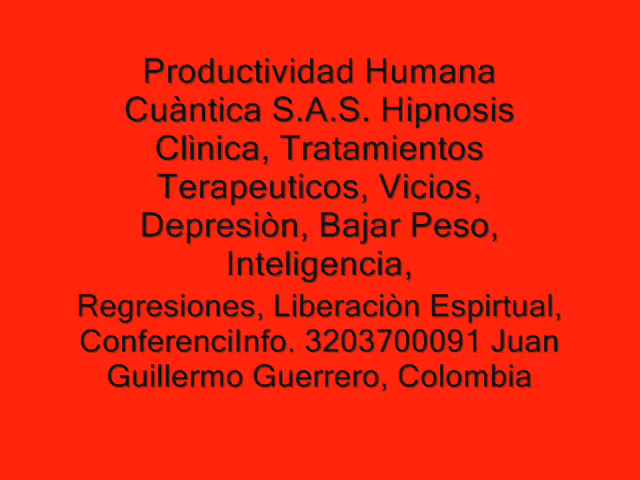 Productividad Humana
Cuàntica S.A.S. Hipnosis
Clìnica, Tratamientos
Terapeuticos, Vicios,
Depresiòn, Bajar Peso,
Inteligencia,
Regresiones, Liberaciòn Espirtual,
ConferenciInfo. 3203700091 Juan
Guillermo Guerrero, Colombia